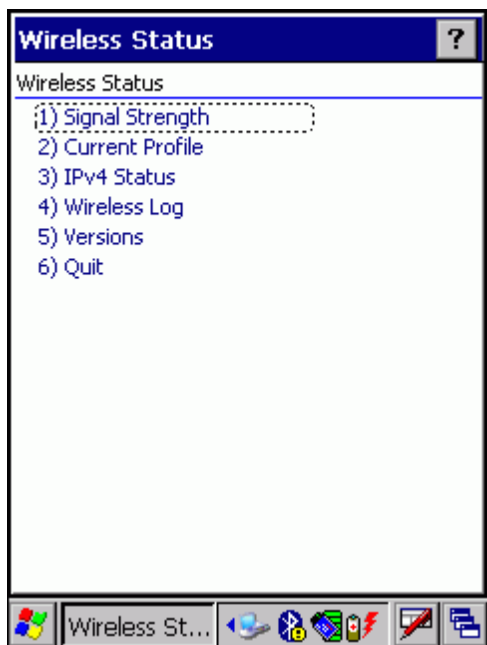 Wireless Status
?
Wireless Status
1) Signal Strength
2) Current Profile
3) IPv4 Status
4) Wireless Log
5) Versions
6) Quit
Wireless St...